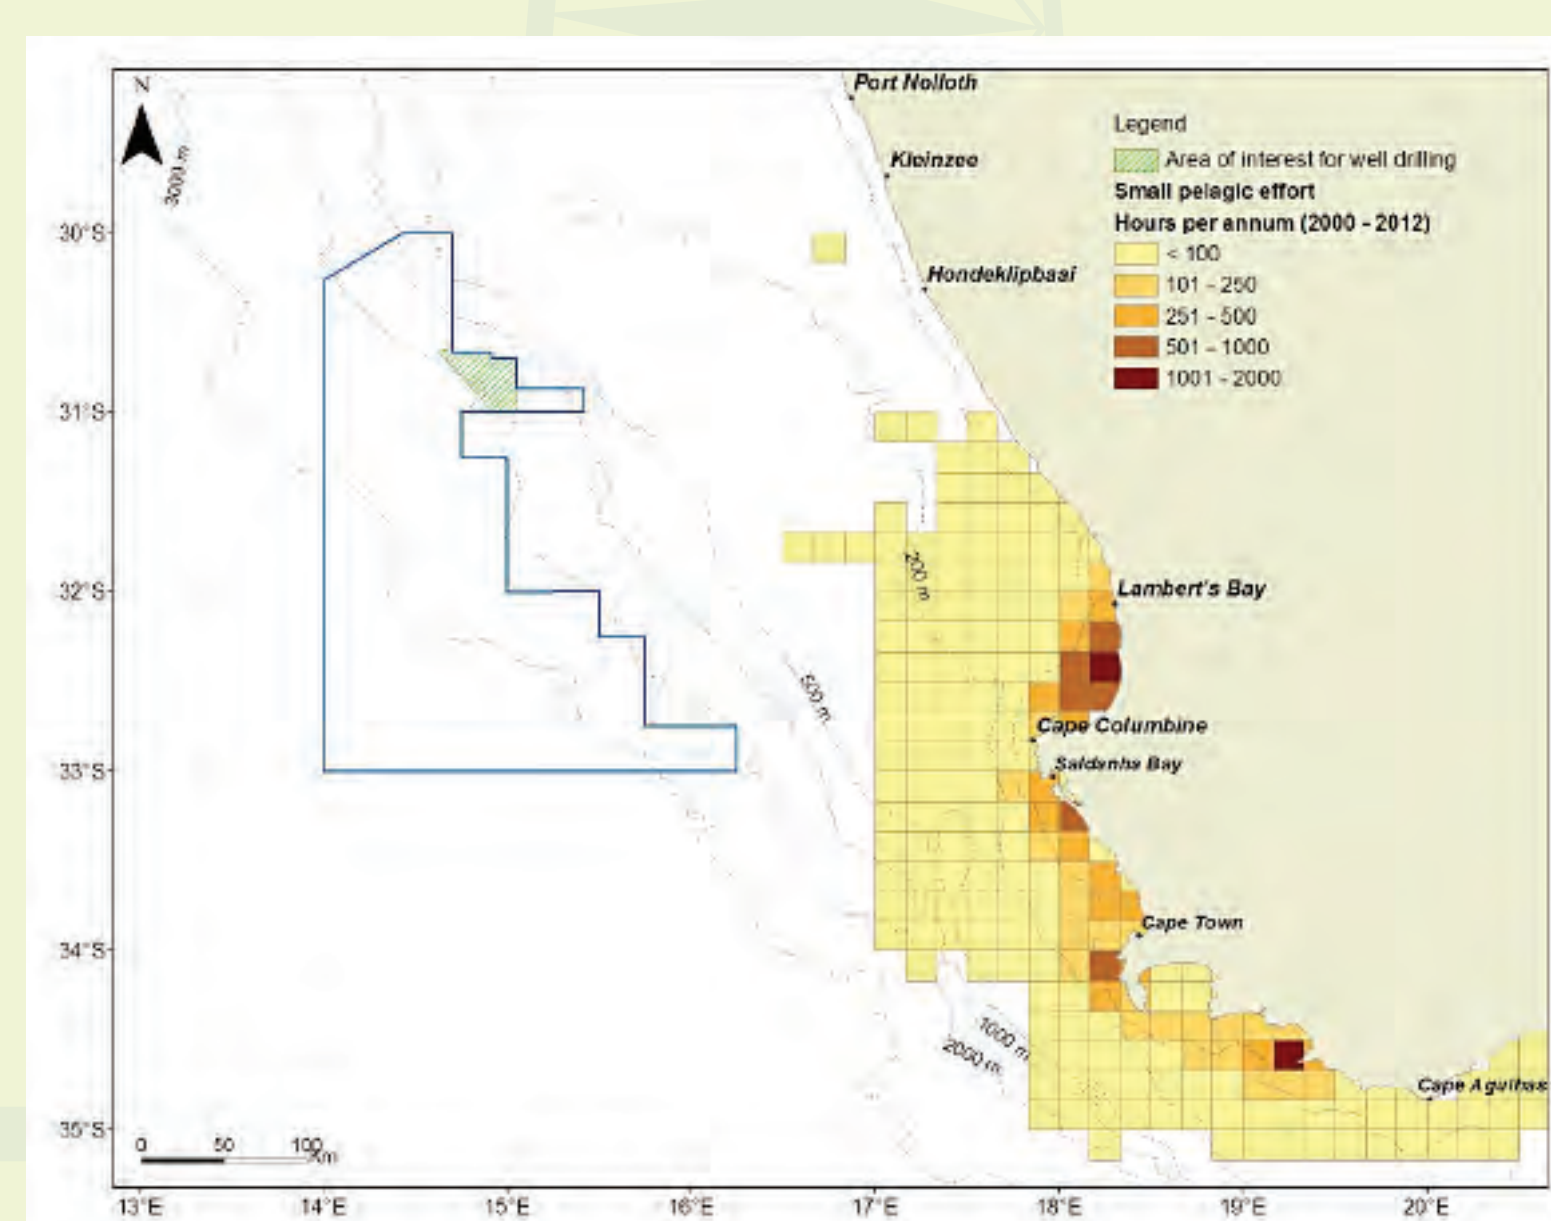 N
Port Nolloth
Kleinzee
Hondeklipbaai
3000 m
Legend
Area of interest for well drilling
Small pelagic effort
Hours per annum (2000 - 2012)
< 100
101 - 250
251 - 500
501 - 1000
1001 - 2000
30°S
31°S
32°S
33°S
34°S
35°S
200 m
500 m
1000 m
2000 m
Lambert's Bay
Cape Columbine
Saldanha Bay
Cape Town
Cape Agulhas
0 50 100
Km
13°E 14°E 15°E 16°E 17°E 18°E 19°E 20°E